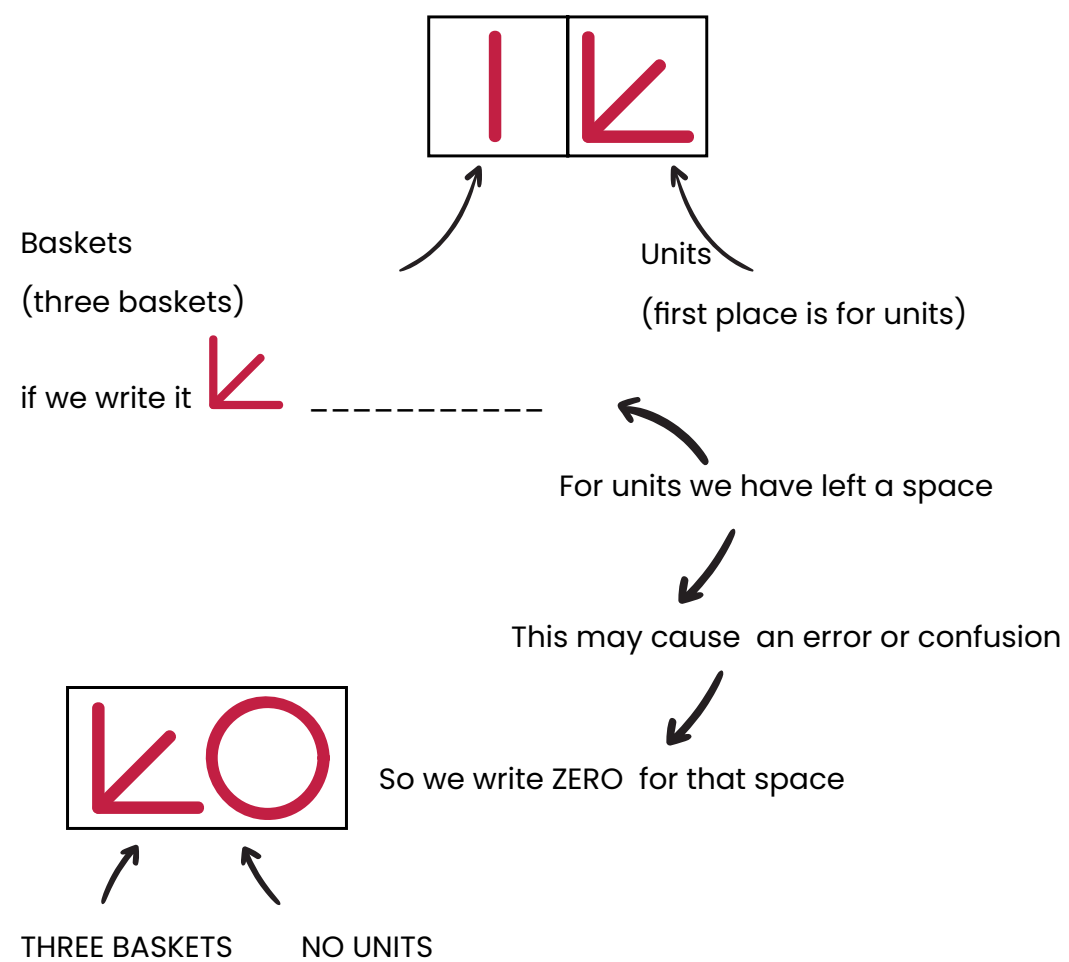 Baskets
Units
(three baskets)
(first place is for units)
if we write it ___________
For units we have left a space
This may cause an error or confusion
So we write ZERO for that space
THREE BASKETS NO UNITS